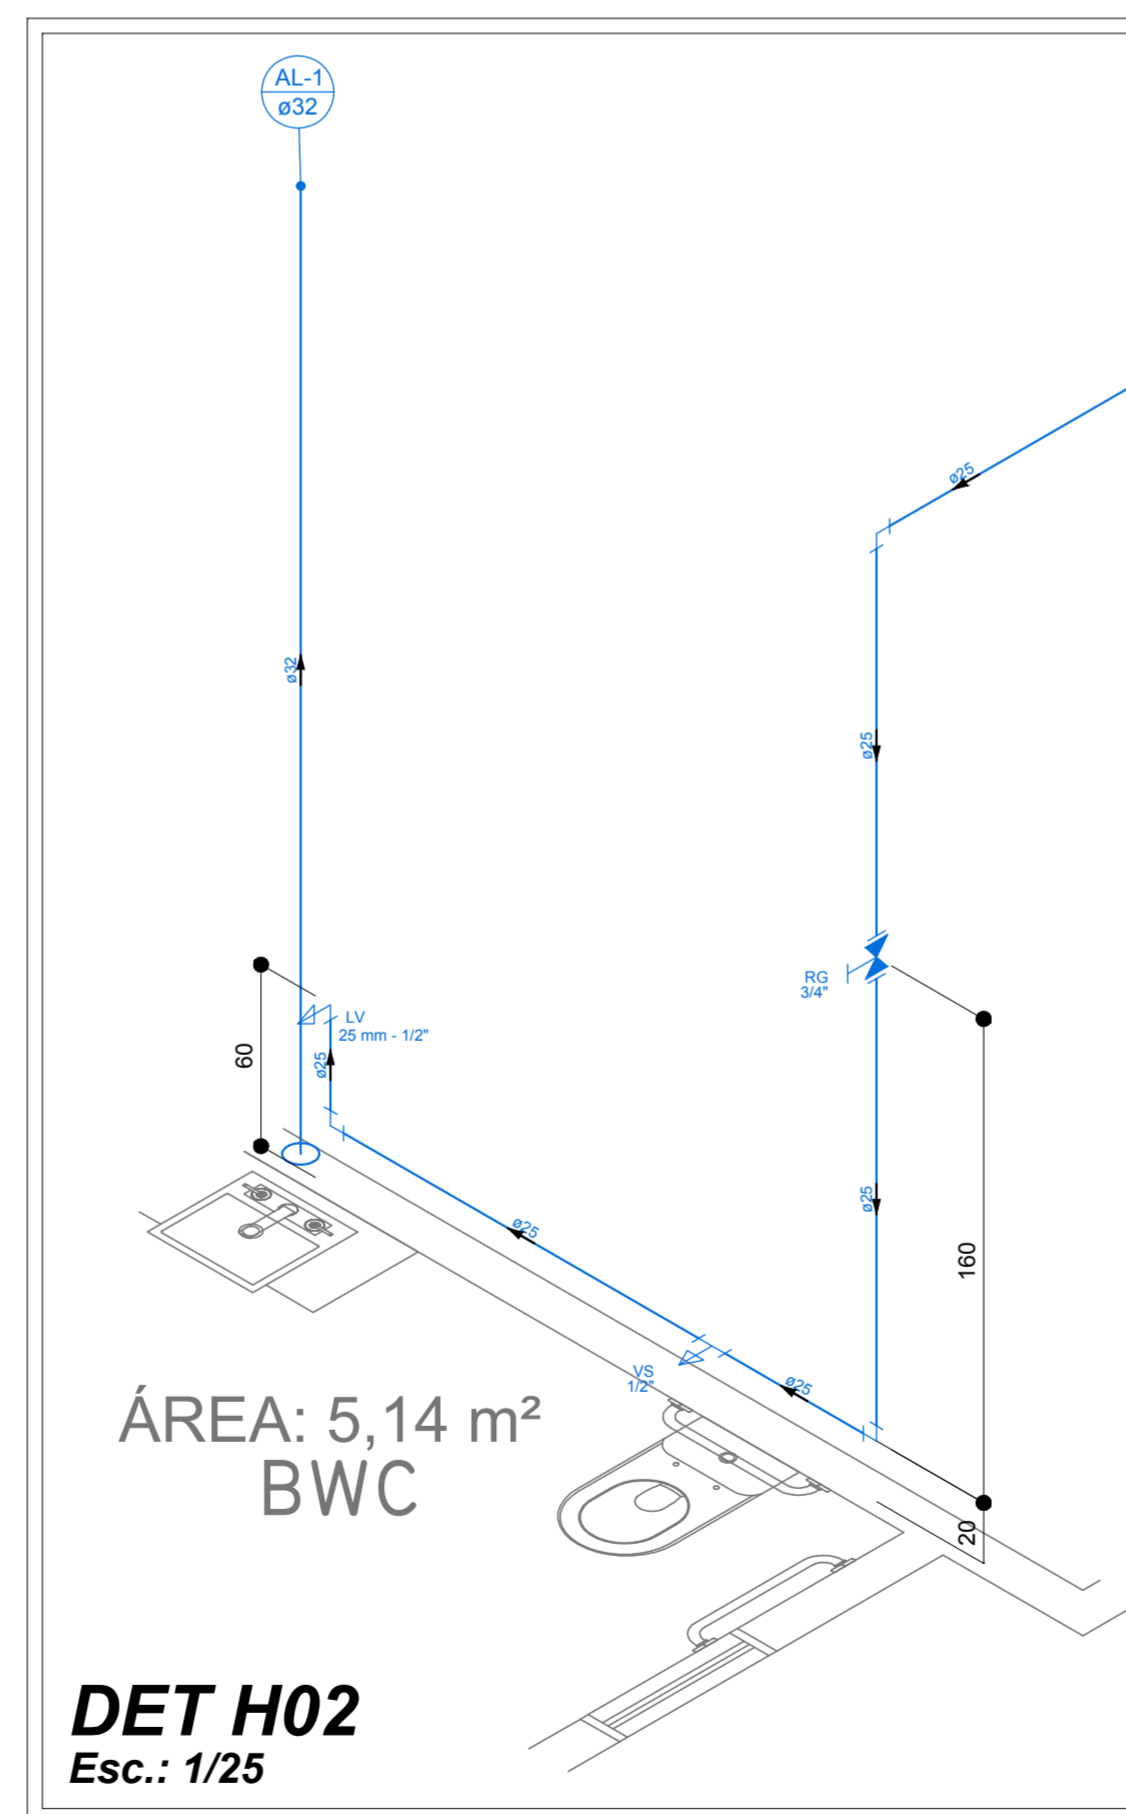 AL-1
ø32
ø25
ø32
ø25
RG
3/4"
LV
25 mm - 1/2"
60
ø25
ø25
ø25
160
VS
1/2"
ø25
ÁREA: 5,14 m²
BWC
20
DET H02
Esc.: 1/25